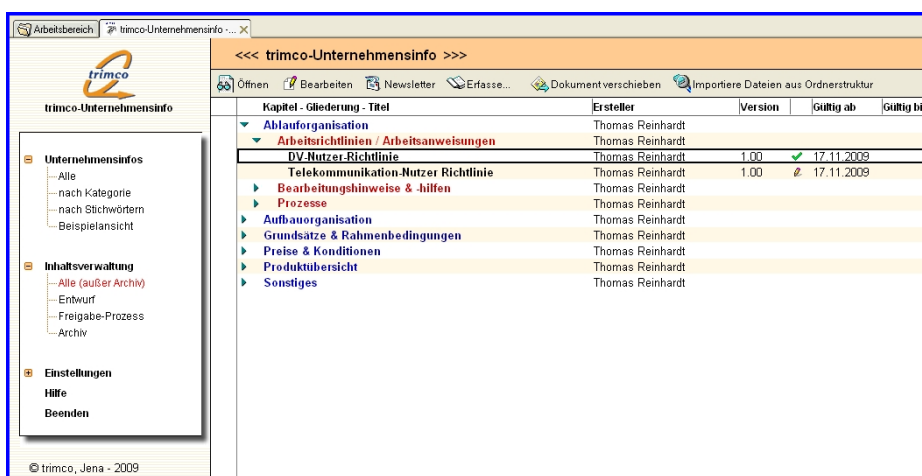 Arbeitsbereich
trimco-Unternehmensinfo -...
trimco
trimco-Unternehmensinfo
Unternehmensinfos
Alle
nach Kategorie
nach Stichwörtern
Beispielansicht
Inhaltsverwaltung
Alle (außer Archiv)
Entwurf
Freigabe-Prozess
Archiv
Einstellungen
Hilfe
Beenden
© trimco, Jena - 2009
<<< trimco-Unternehmensinfo >>>
Öffnen Bearbeiten Newsletter Erfasse... Dokument verschieben Importiere Dateien aus Ordnerstruktur
Kapitel - Gliederung - Titel Ersteller Version Gültig ab Gültig bi
Ablauforganisation Thomas Reinhardt
Arbeitsrichtlinien / Arbeitsanweisungen Thomas Reinhardt
DV-Nutzer-Richtlinie Thomas Reinhardt 1.00 17.11.2009
Telekommunikation-Nutzer Richtlinie Thomas Reinhardt 1.00 17.11.2009
Bearbeitungshinweise & -hilfen Thomas Reinhardt
Prozesse Thomas Reinhardt
Aufbauorganisation Thomas Reinhardt
Grundsätze & Rahmenbedingungen Thomas Reinhardt
Preise & Konditionen Thomas Reinhardt
Produktübersicht Thomas Reinhardt
Sonstiges Thomas Reinhardt